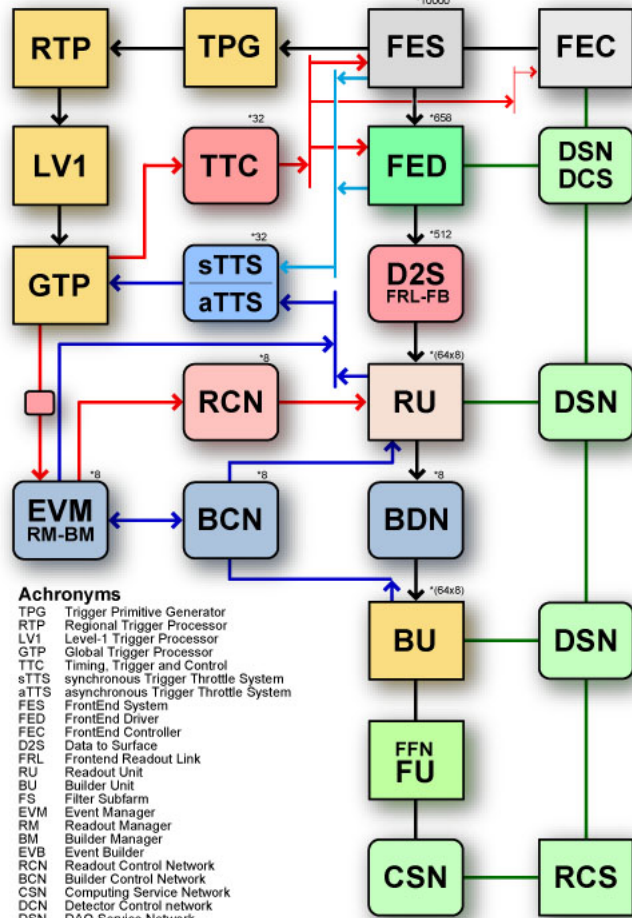 *10000
RTP
TPG
FES
FEC
*32
*658
LV1
TTC
FED
DSN
DCS
*32
*512
GTP
sTTS
aTTS
D2S
FRL-FB
*8
*(64x8)
RCN
RU
DSN
*8
*8
*8
EVM
RM-BM
BCN
BDN
*(64x8)
BU
DSN
FFN
FU
CSN
RCS
Achronyms
TPG Trigger Primitive Generator
RTP Regional Trigger Processor
LV1 Level-1 Trigger Processor
GTP Global Trigger Processor
TTC Timing, Trigger and Control
sTTS synchronous Trigger Throttle System
aTTS asynchronous Trigger Throttle System
FES FrontEnd System
FED FrontEnd Driver
FEC FrontEnd Controller
D2S Data to Surface
FRL Frontend Readout Link
RU Readout Unit
BU Builder Unit
FS Filter Subfarm
EVM Event Manager
RM Readout Manager
BM Builder Manager
EVB Event Builder
RCN Readout Control Network
BCN Builder Control Network
CSN Computing Service Network
DCN Detector Control network
DSN DAQ Service Network